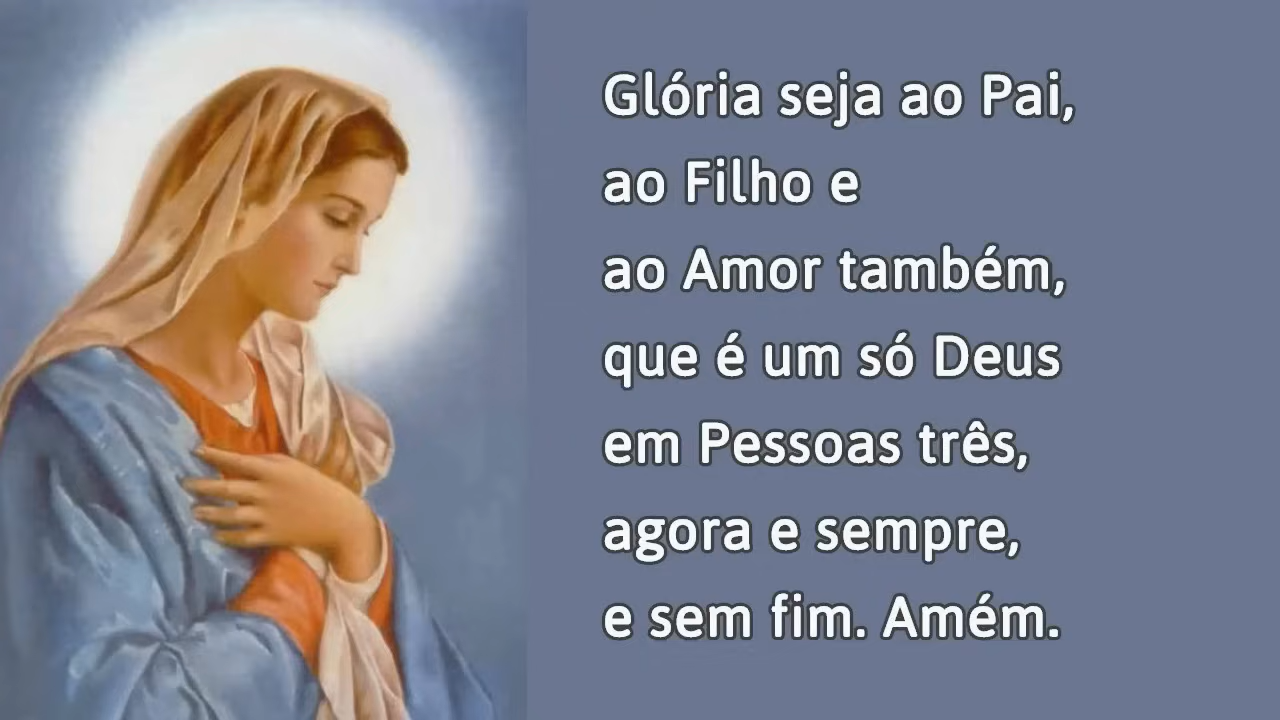 Glória seja ao Pai,
ao Filho e
ao Amor também,
que é um só Deus
em Pessoas três,
agora e sempre,
e sem fim. Amém.